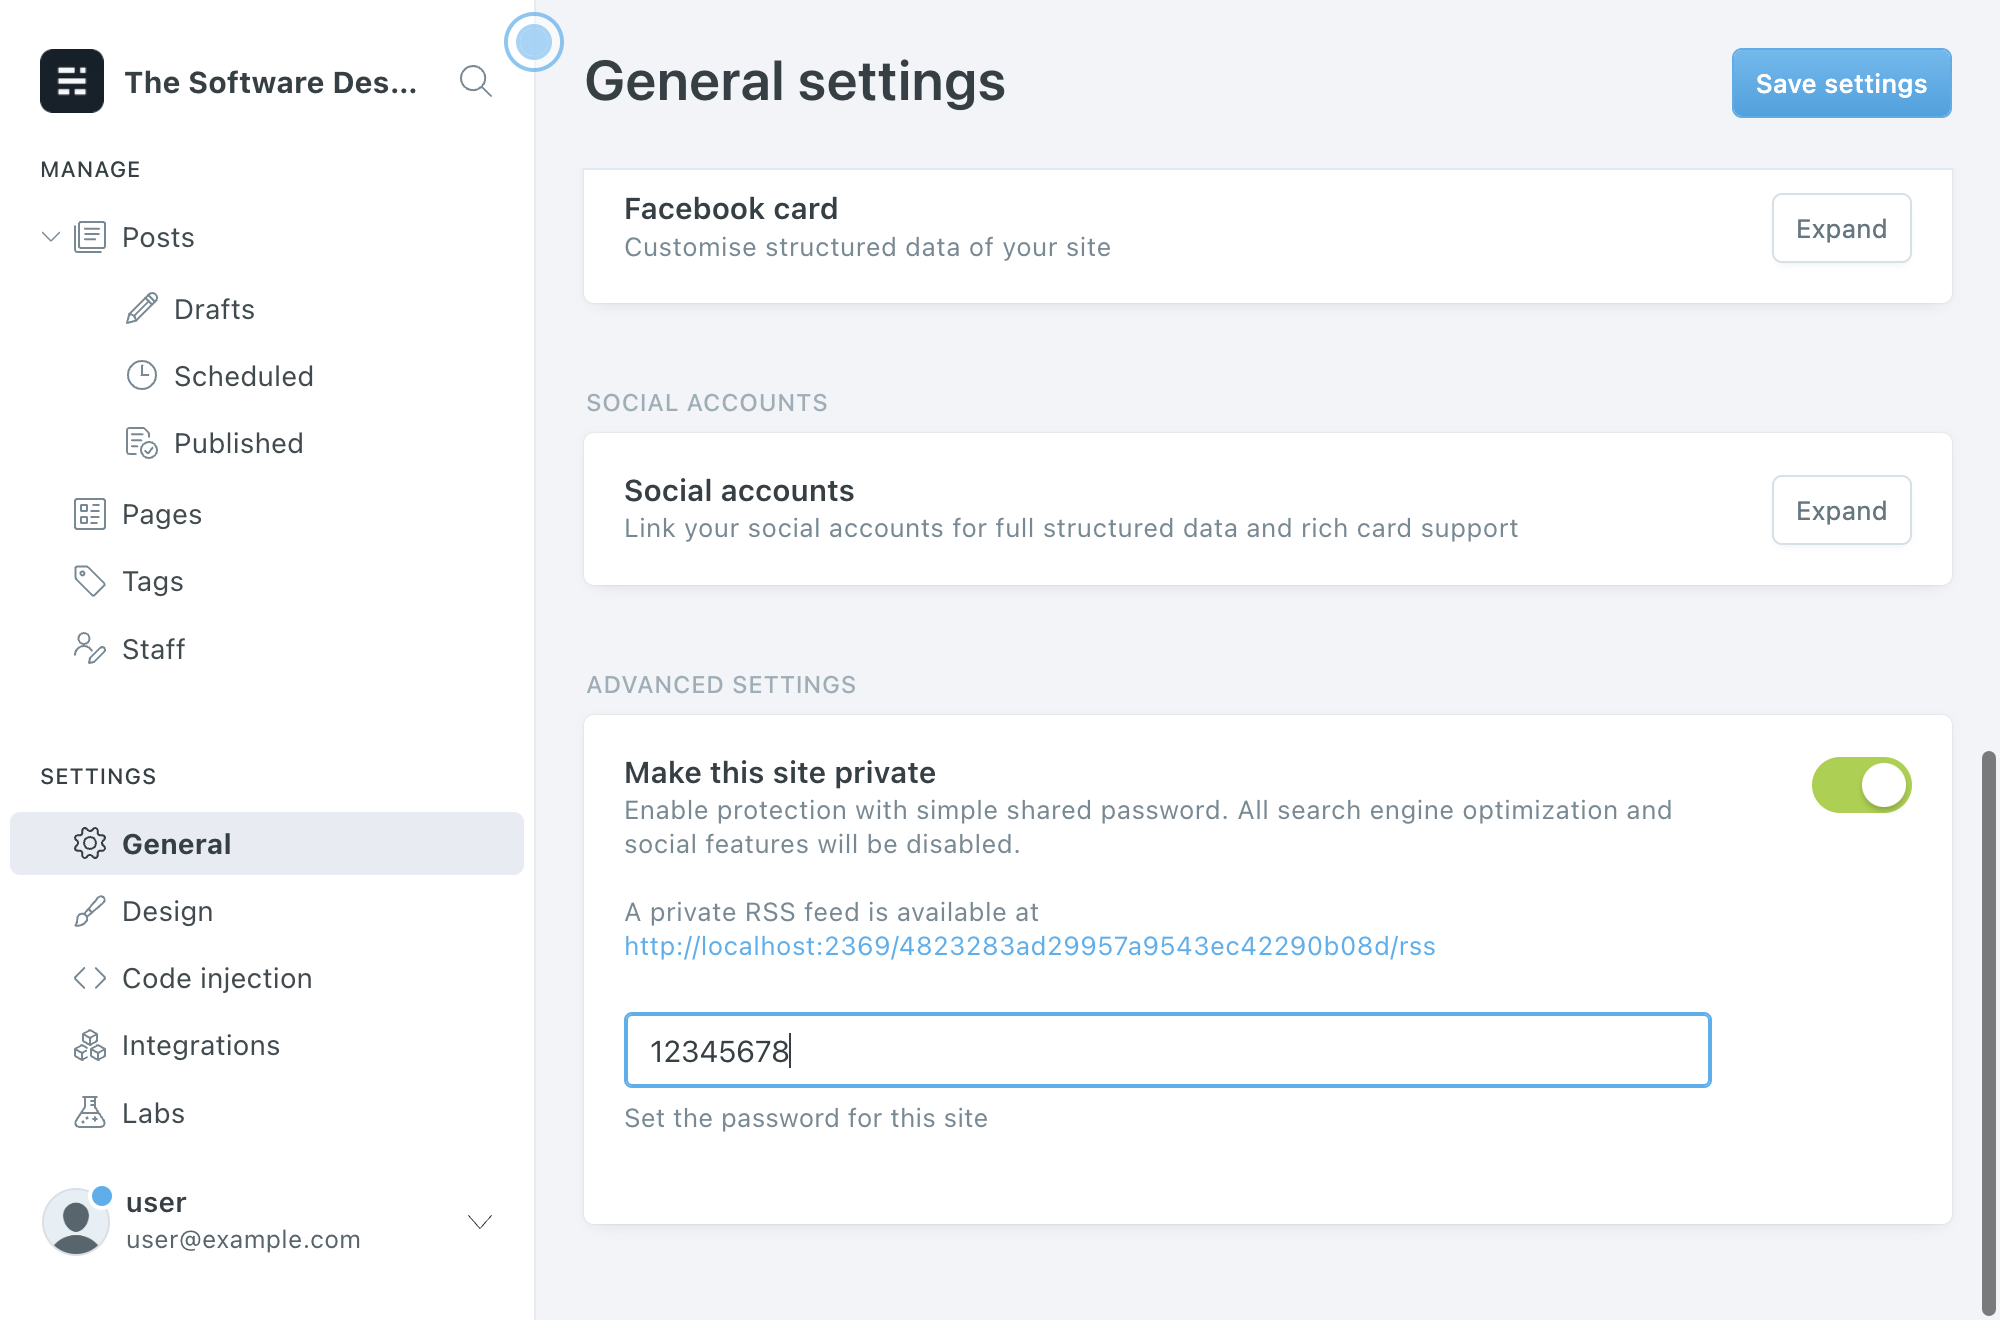 The Software Des...
MANAGE
Posts
Drafts
Scheduled
Published
Pages
Tags
Staff
SETTINGS
General
Design
Code injection
Integrations
Labs
user
user@example.com
General settings
Save settings
Facebook card
Customise structured data of your site
Expand
SOCIAL ACCOUNTS
Social accounts
Link your social accounts for full structured data and rich card support
Expand
ADVANCED SETTINGS
Make this site private
Enable protection with simple shared password. All search engine optimization and
social features will be disabled.
A private RSS feed is available at
http://localhost:2369/4823283ad29957a9543ec42290b08d/rss
12345678
Set the password for this site